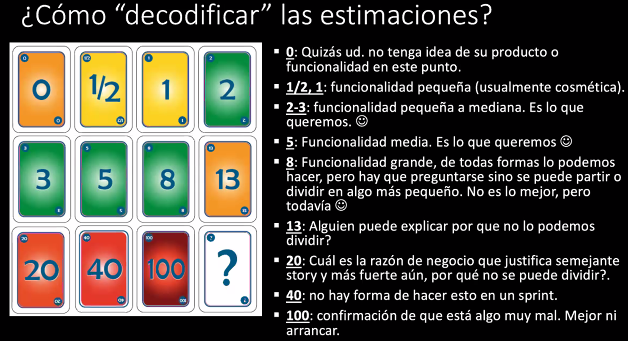 ¿Cómo “decodificar” las estimaciones?
0 1/2 1 2
3 5 8 13
20 40 100 ?
▪ 0: Quizás ud. no tenga idea de su producto o
funcionalidad en este punto.
▪ 1/2, 1: funcionalidad pequeña (usualmente cosmética).
▪ 2-3: funcionalidad pequeña a mediana. Es lo que
queremos. ☺
▪ 5: Funcionalidad media. Es lo que queremos ☺
▪ 8: Funcionalidad grande, de todas formas lo podemos
hacer, pero hay que preguntarse sino se puede partir o
dividir en algo más pequeño. No es lo mejor, pero
todavía ☺
▪ 13: Alguien puede explicar por que no lo podemos
dividir?
▪ 20: Cuál es la razón de negocio que justifica semejante
story y más fuerte aún, por qué no se puede dividir?.
▪ 40: no hay forma de hacer esto en un sprint.
▪ 100: confirmación de que está algo muy mal. Mejor ni
arrancar.